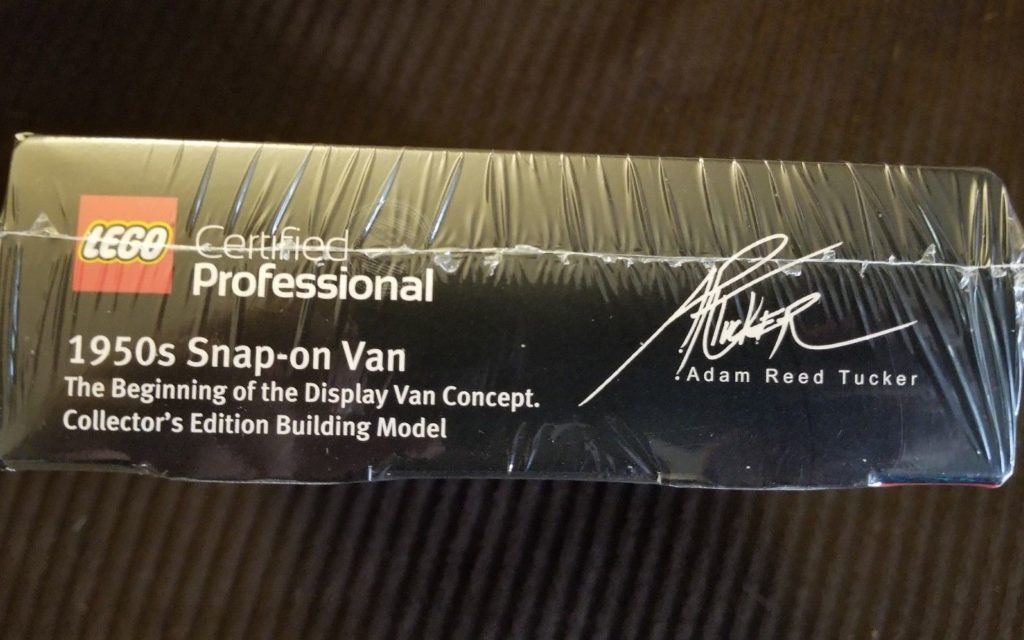 LEGO
Certified
Professional
1950s Snap-on Van
The Beginning of the Display Van Concept.
Collector's Edition Building Model
ATucker
Adam Reed Tucker